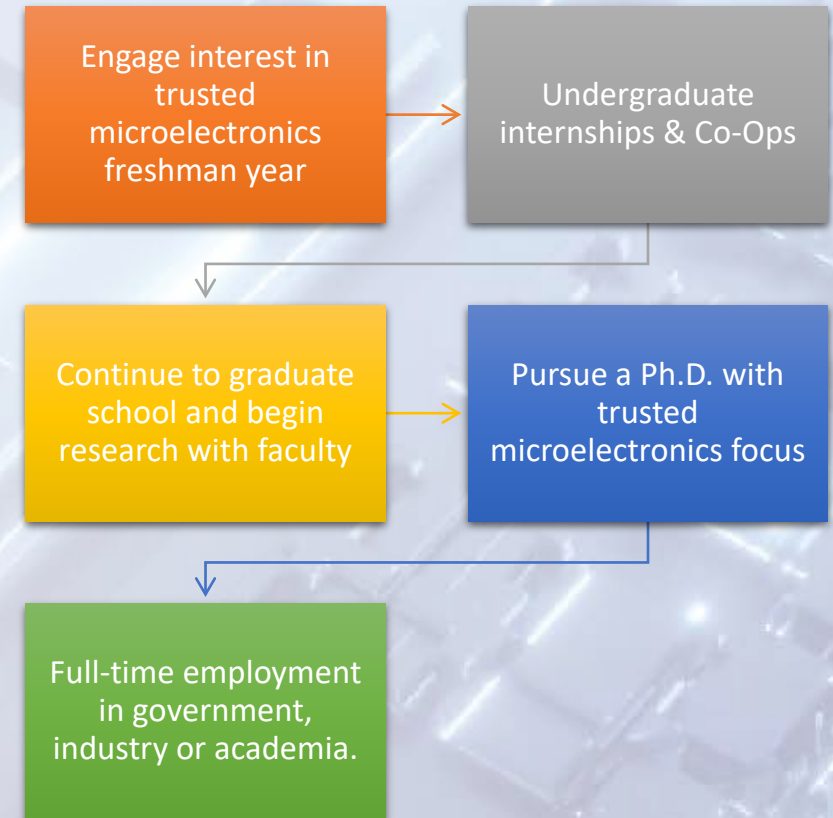 Engage interest in
trusted
microelectronics
freshman year
Undergraduate
internships & Co-Ops
Continue to graduate
school and begin
research with faculty
Pursue a Ph.D. with
trusted
microelectronics focus
Full-time employment
in government,
industry or academia.